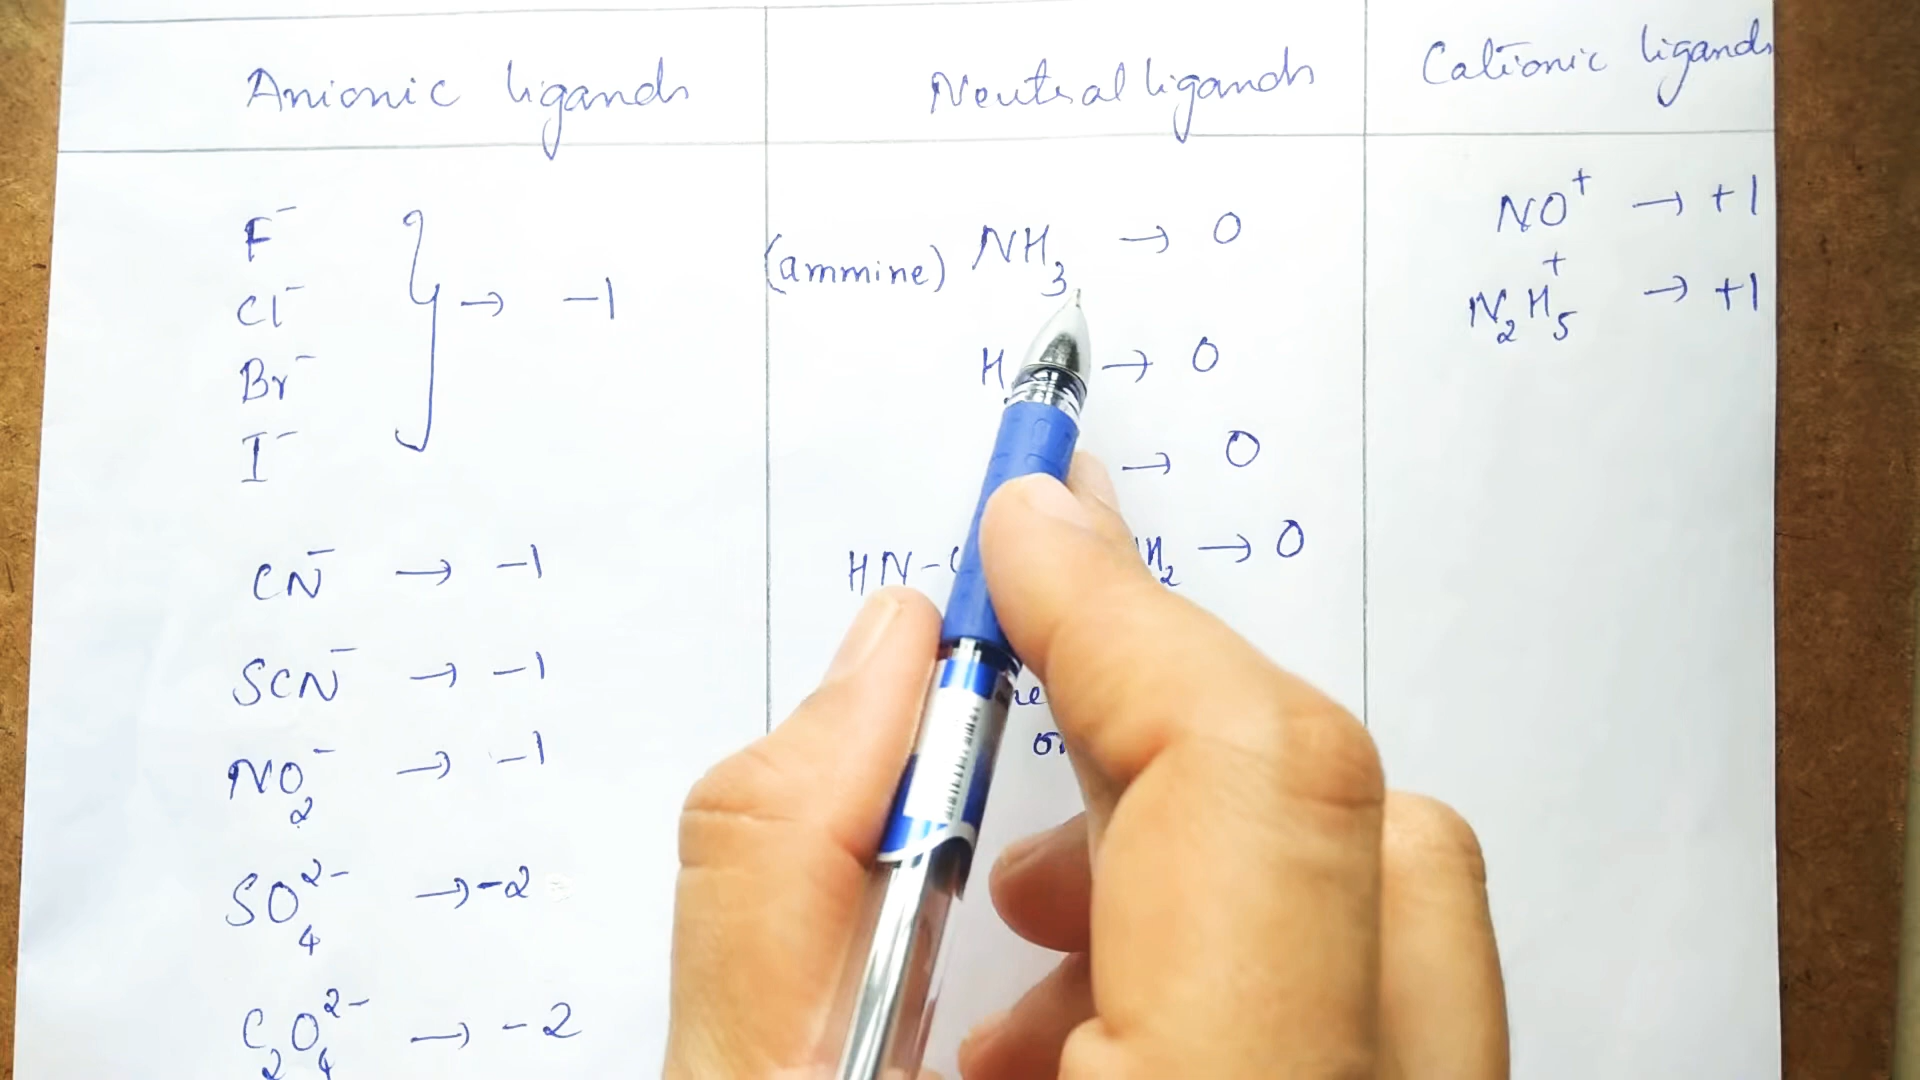 Anionic ligands
Neutral ligands
Cationic ligands
F⁻
Cl⁻
Br⁻
I⁻
→ -1
CN⁻ → -1
SCN⁻ → -1
NO₂⁻ → -1
SO₄²⁻ → -2
C₂O₄²⁻ → -2
(ammine) NH₃ → 0
H → 0
→ 0
HN-C H₂ → 0
NO⁺ → +1
N₂H₅⁺ → +1